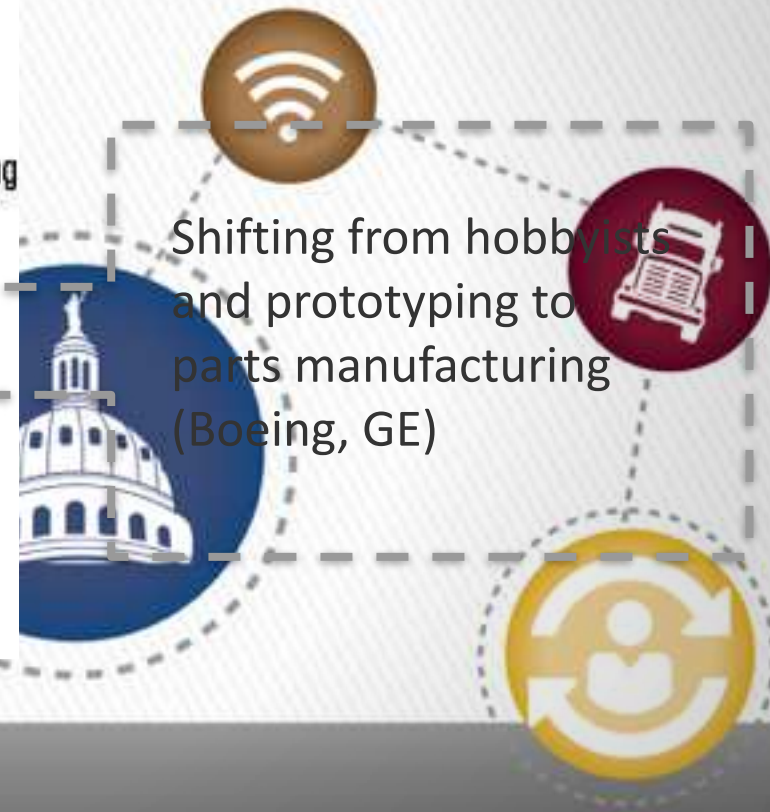 Shifting from hobbyists
and prototyping to
parts manufacturing
(Boeing, GE)